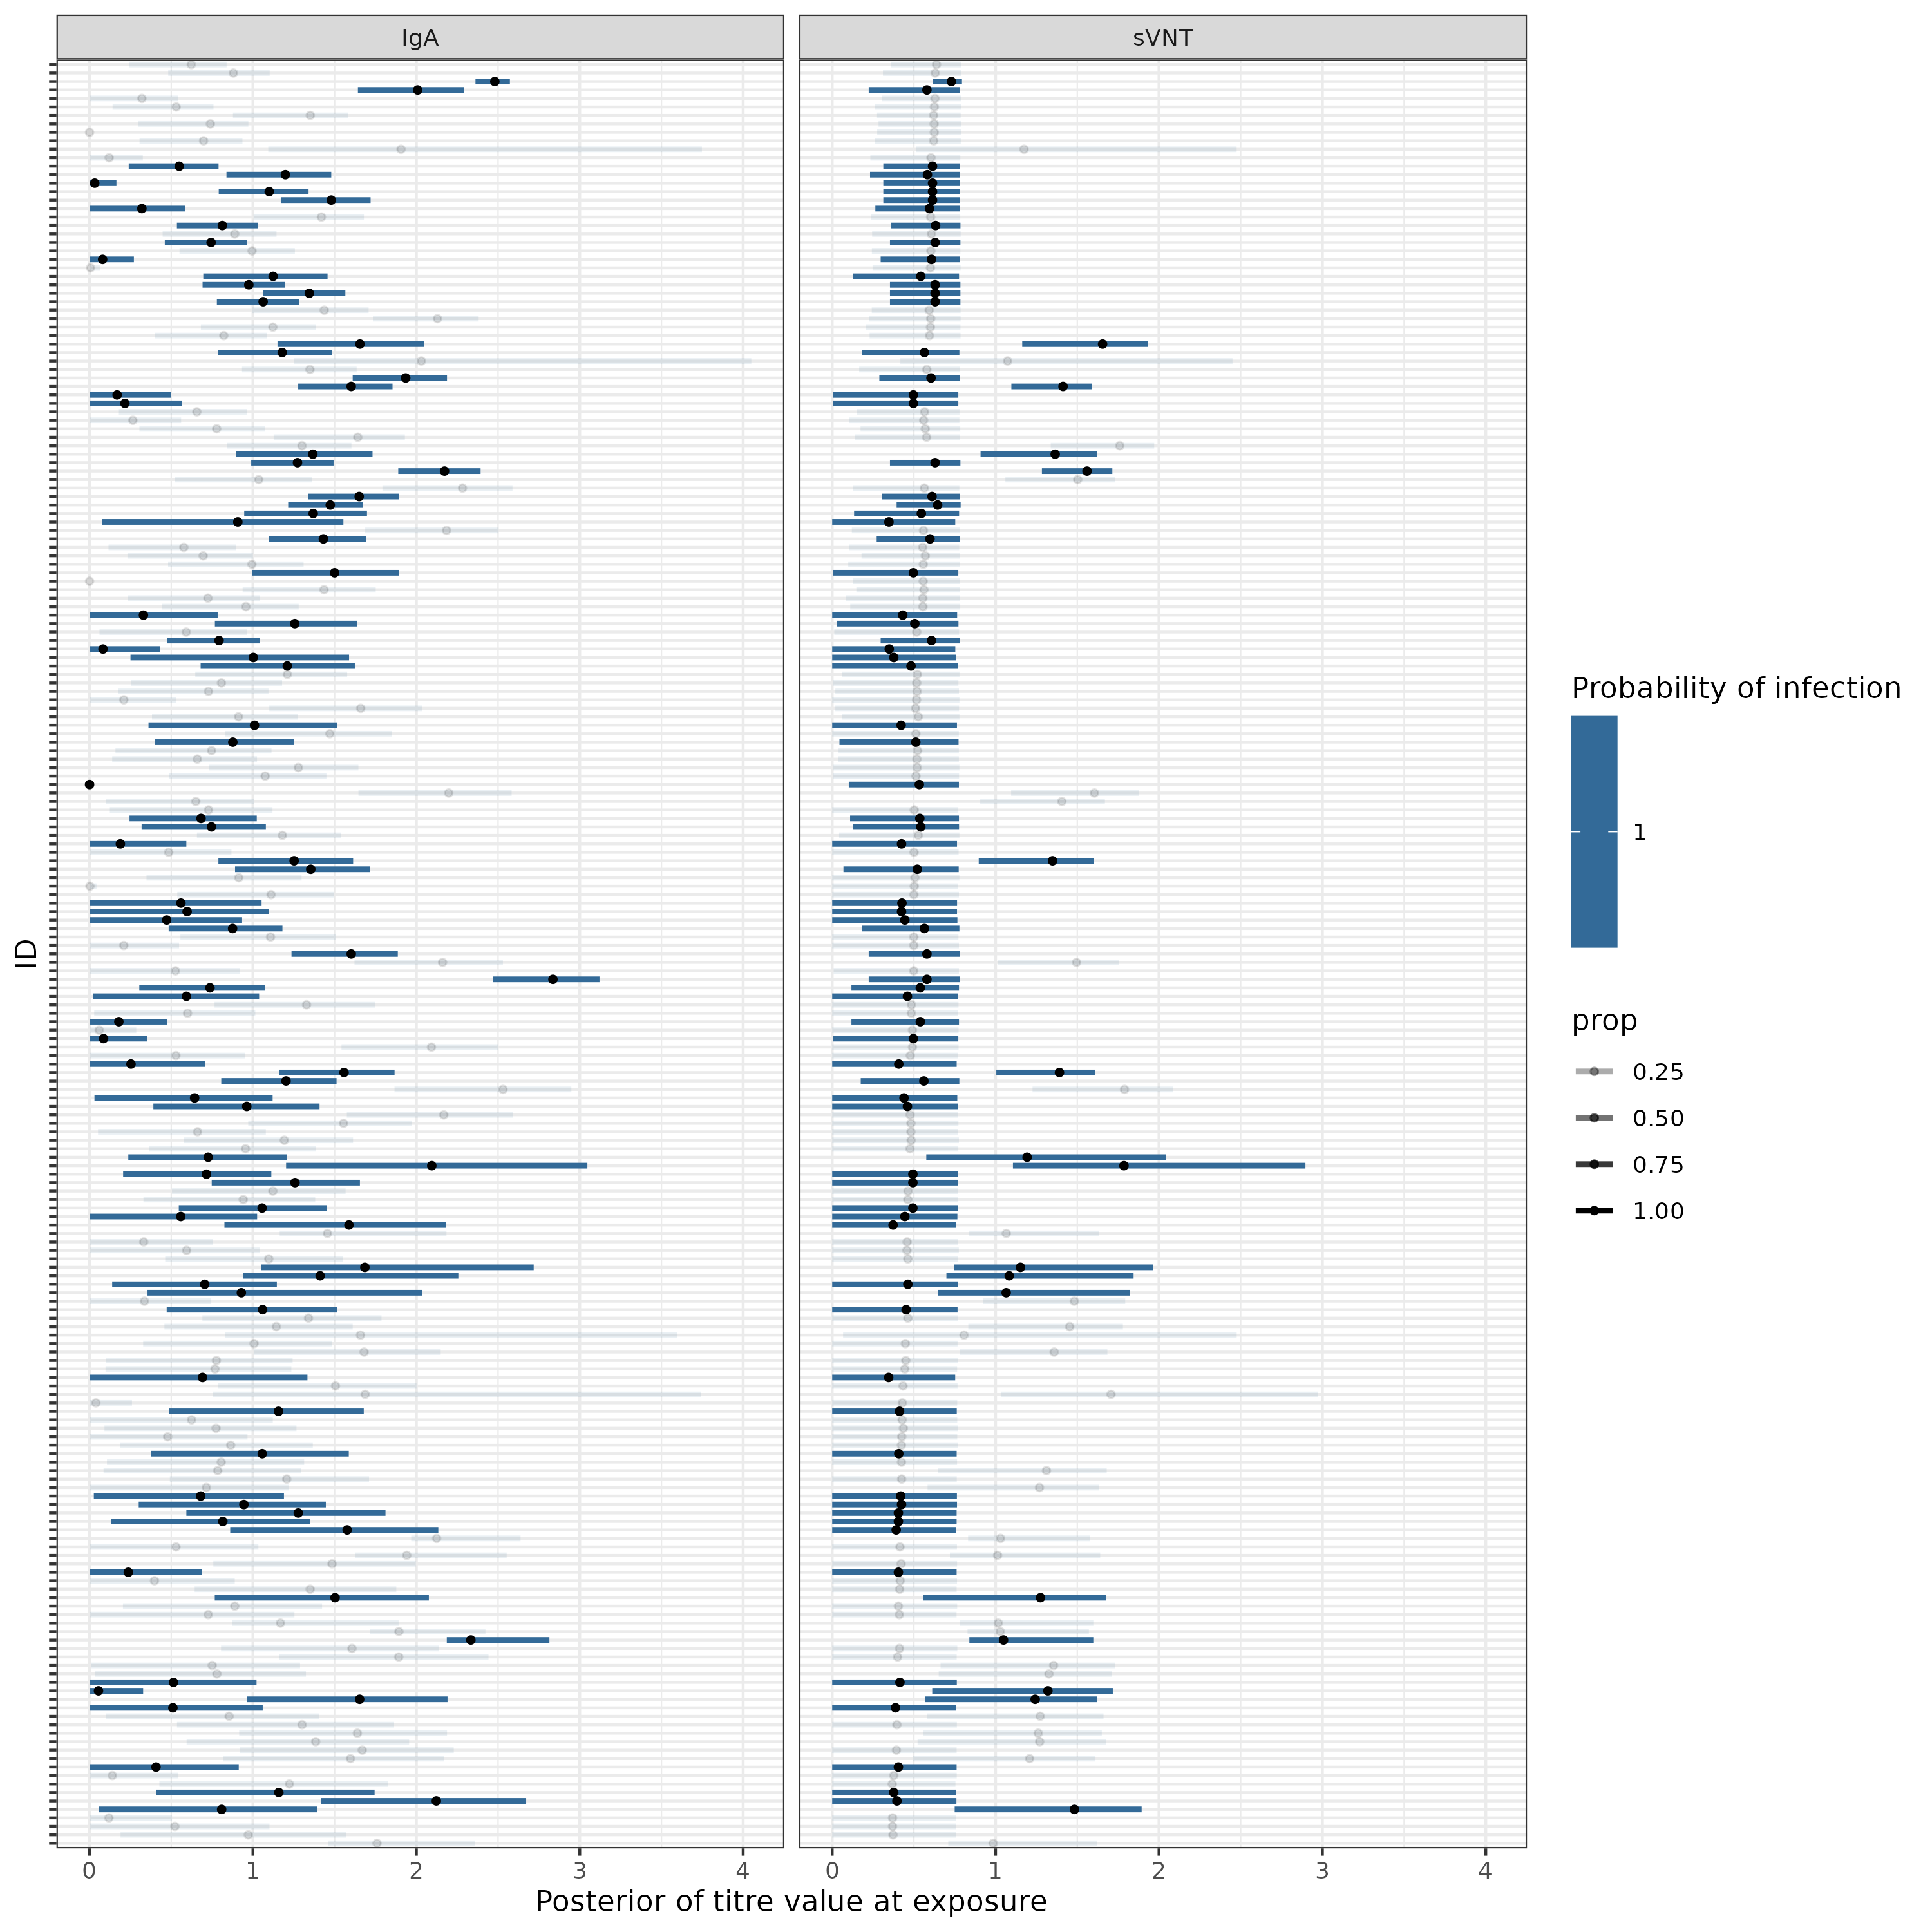 IgA
sVNT
ID
0 1 2 3 4
0 1 2 3 4
Posterior of titre value at exposure
Probability of infection
1
prop
0.25
0.50
0.75
1.00